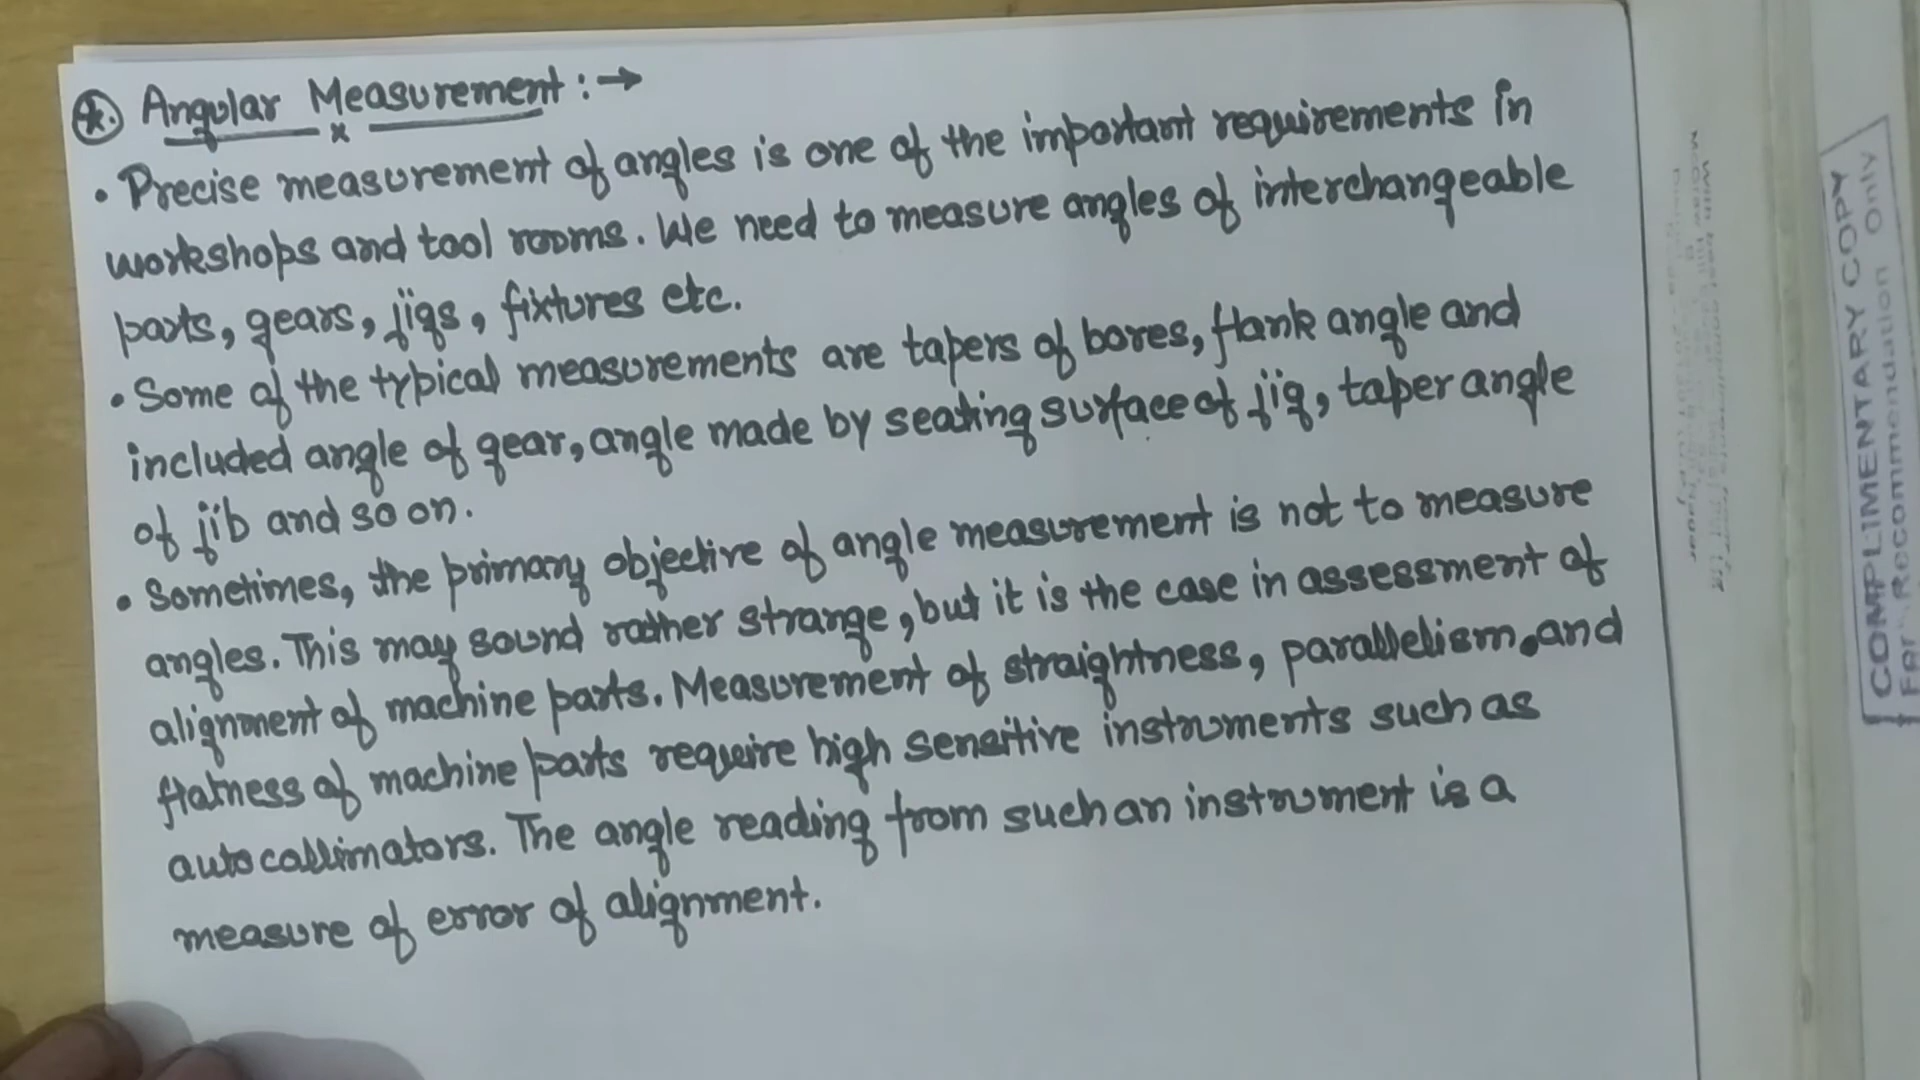 *. Angular Measurement :→
• Precise measurement of angles is one of the important requirements in
workshops and tool rooms. We need to measure angles of interchangeable
parts, gears, jigs, fixtures etc.
• Some of the typical measurements are tapers of bores, flank angle and
included angle of gear, angle made by seating surface of jig, taper angle
of jib and so on.
• Sometimes, the primary objective of angle measurement is not to measure
angles. This may sound rather strange, but it is the case in assessment of
alignment of machine parts. Measurement of straightness, parallelism, and
flatness of machine parts require high sensitive instruments such as
autocollimators. The angle reading from such an instrument is a
measure of error of alignment.
COMPLIMENTARY COPY
For Recommendation Only